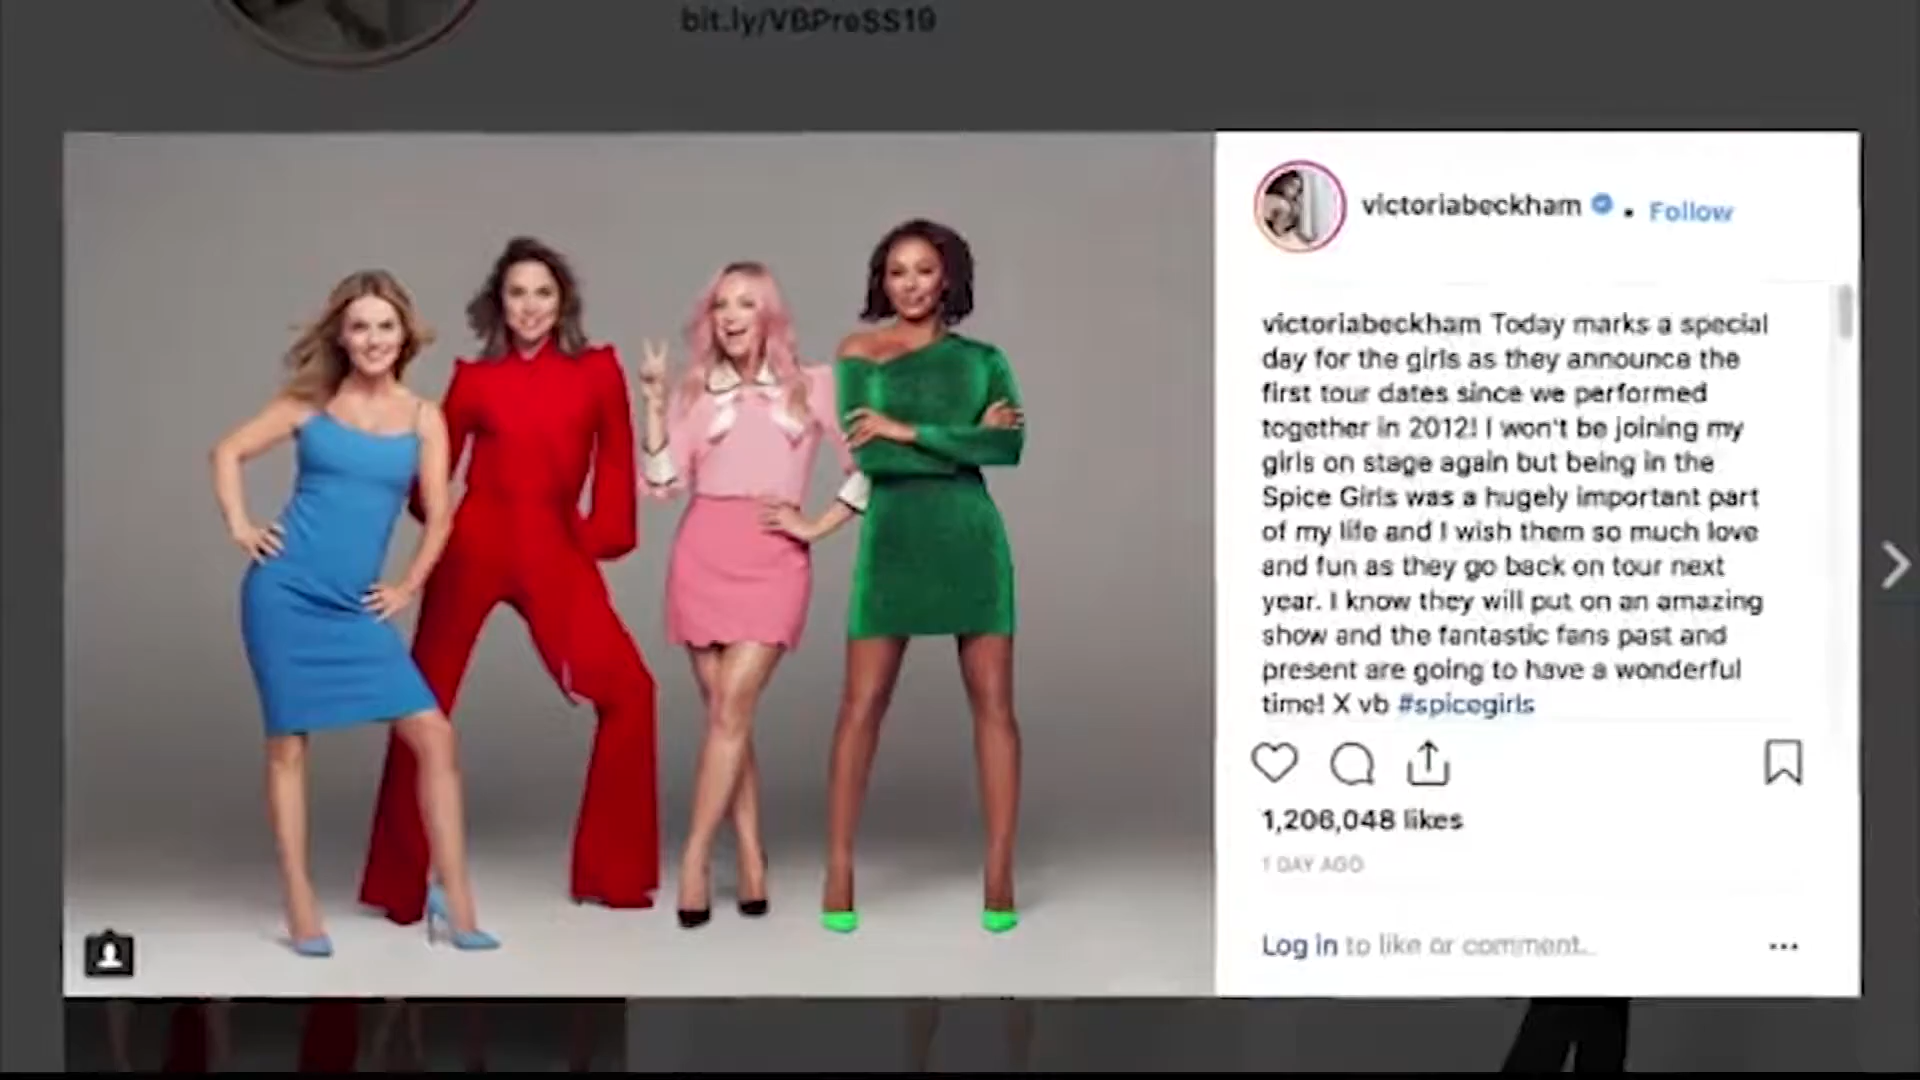 bit.ly/VBPreSS19
victoriabeckham • Follow
victoriabeckham Today marks a special
day for the girls as they announce the
first tour dates since we performed
together in 2012! I won't be joining my
girls on stage again but being in the
Spice Girls was a hugely important part
of my life and I wish them so much love
and fun as they go back on tour next
year. I know they will put on an amazing
show and the fantastic fans past and
present are going to have a wonderful
time! X vb #spicegirls
1,206,048 likes
1 DAY AGO
Log in to like or comment...